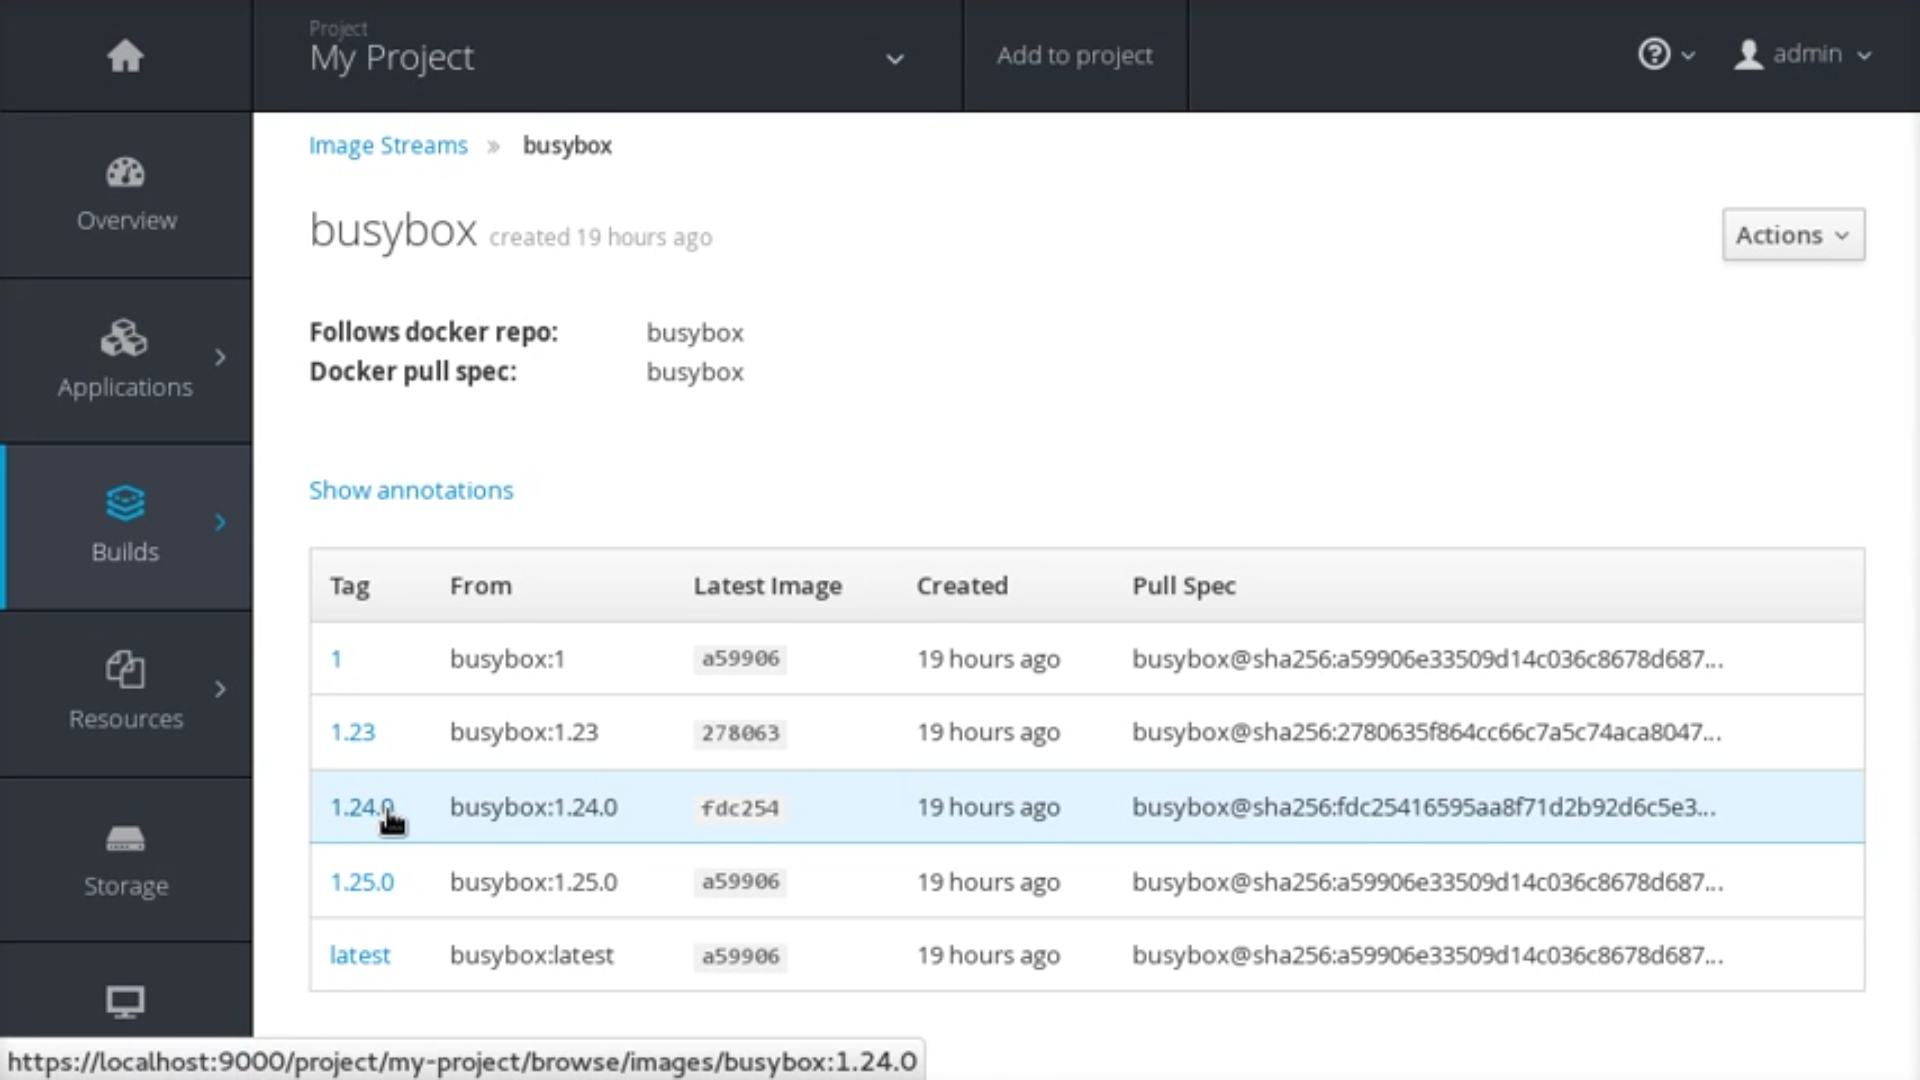 Project
My Project
Add to project
admin
Overview
Applications
Builds
Resources
Storage
Image Streams » busybox
busybox created 19 hours ago
Actions
Follows docker repo: busybox
Docker pull spec: busybox
Show annotations
Tag From Latest Image Created Pull Spec
1 busybox:1 a59906 19 hours ago busybox@sha256:a59906e33509d14c036c8678d687...
1.23 busybox:1.23 278063 19 hours ago busybox@sha256:2780635f864cc66c7a5c74aca8047...
1.24.0 busybox:1.24.0 fdc254 19 hours ago busybox@sha256:fdc25416595aa8f71d2b92d6c5e3...
1.25.0 busybox:1.25.0 a59906 19 hours ago busybox@sha256:a59906e33509d14c036c8678d687...
latest busybox:latest a59906 19 hours ago busybox@sha256:a59906e33509d14c036c8678d687...
https://localhost:9000/project/my-project/browse/images/busybox:1.24.0